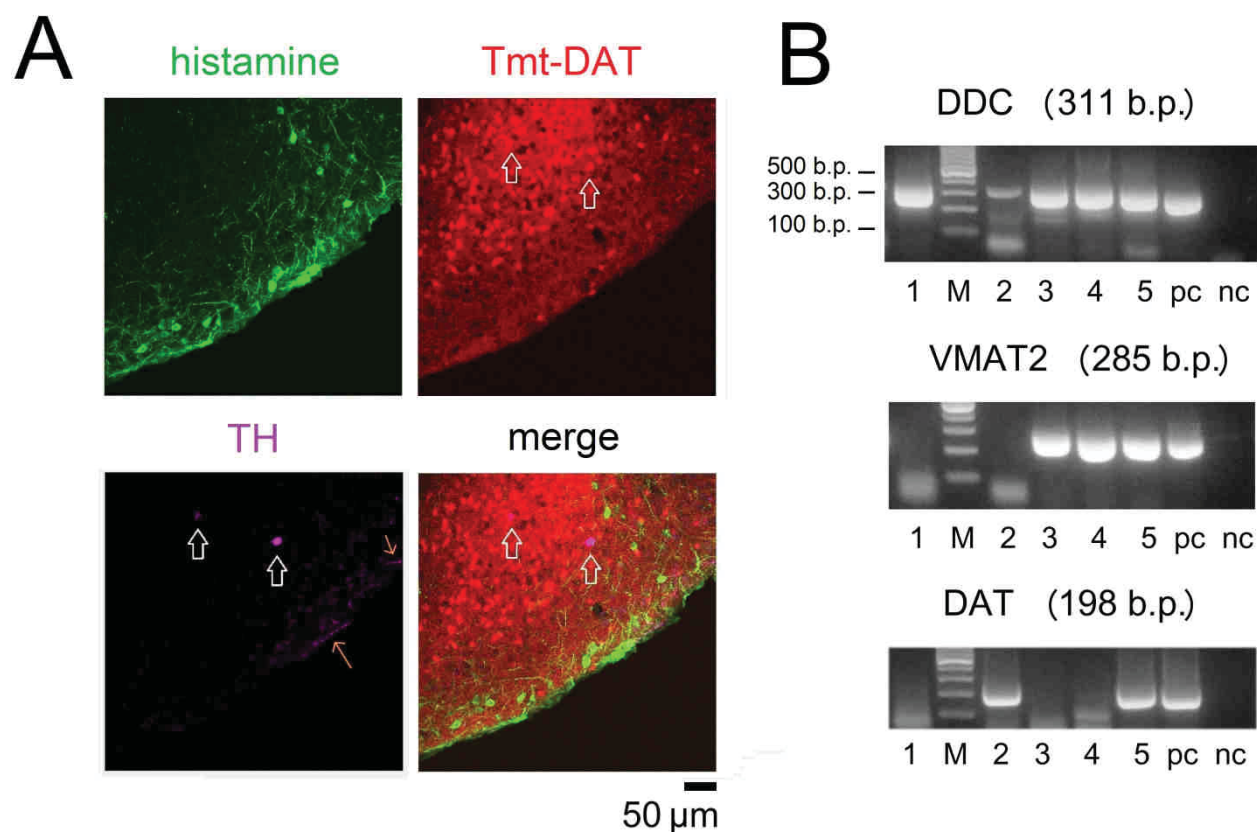 A
histamine
Tmt-DAT
TH
merge
50 µm
B
DDC (311 b.p.)
500 b.p.
300 b.p.
100 b.p.
1 M 2 3 4 5 pc nc
VMAT2 (285 b.p.)
1 M 2 3 4 5 pc nc
DAT (198 b.p.)
1 M 2 3 4 5 pc nc